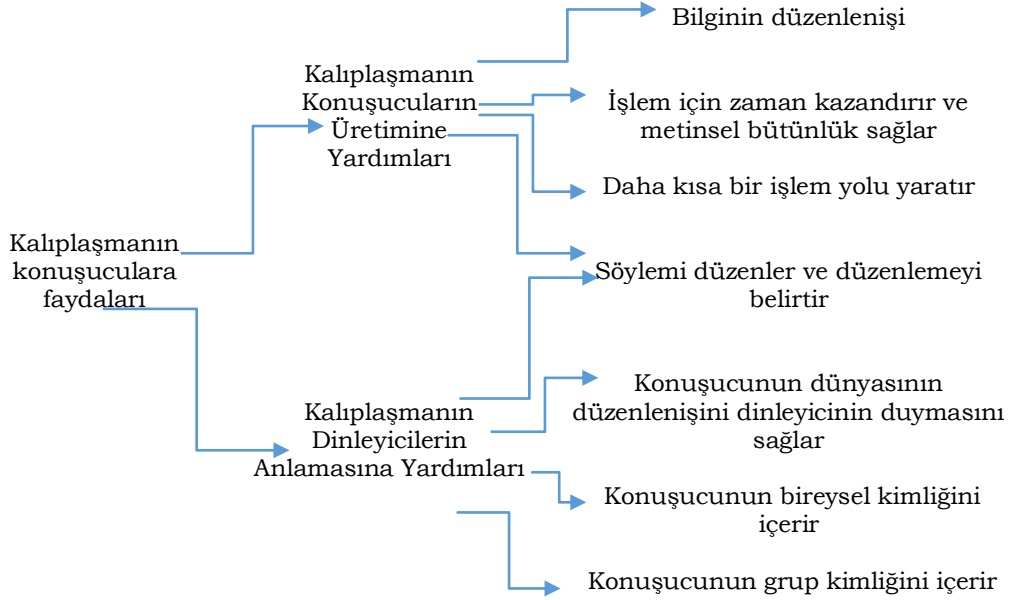 Bilginin düzenlenişi
Kalıplaşmanın
Konuşucuların
Üretimine
Yardımları
İşlem için zaman kazandırır ve
metinsel bütünlük sağlar
Daha kısa bir işlem yolu yaratır
Kalıplaşmanın
konuşuculara
faydaları
Söylemi düzenler ve düzenlemeyi
belirtir
Kalıplaşmanın
Dinleyicilerin
Anlamasına Yardımları
Konuşucunun dünyasının
düzenlenişini dinleyicinin duymasını
sağlar
Konuşucunun bireysel kimliğini
içerir
Konuşucunun grup kimliğini içerir